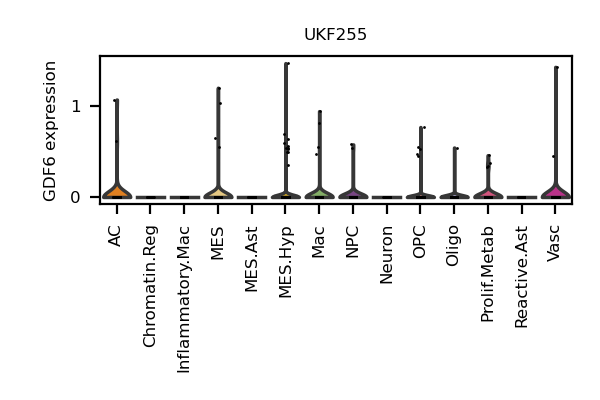 UKF255
GDF6 expression
1
0
AC
Chromatin.Reg
Inflammatory.Mac
MES
MES.Ast
MES.Hyp
Mac
NPC
Neuron
OPC
Oligo
Prolif.Metab
Reactive.Ast
Vasc